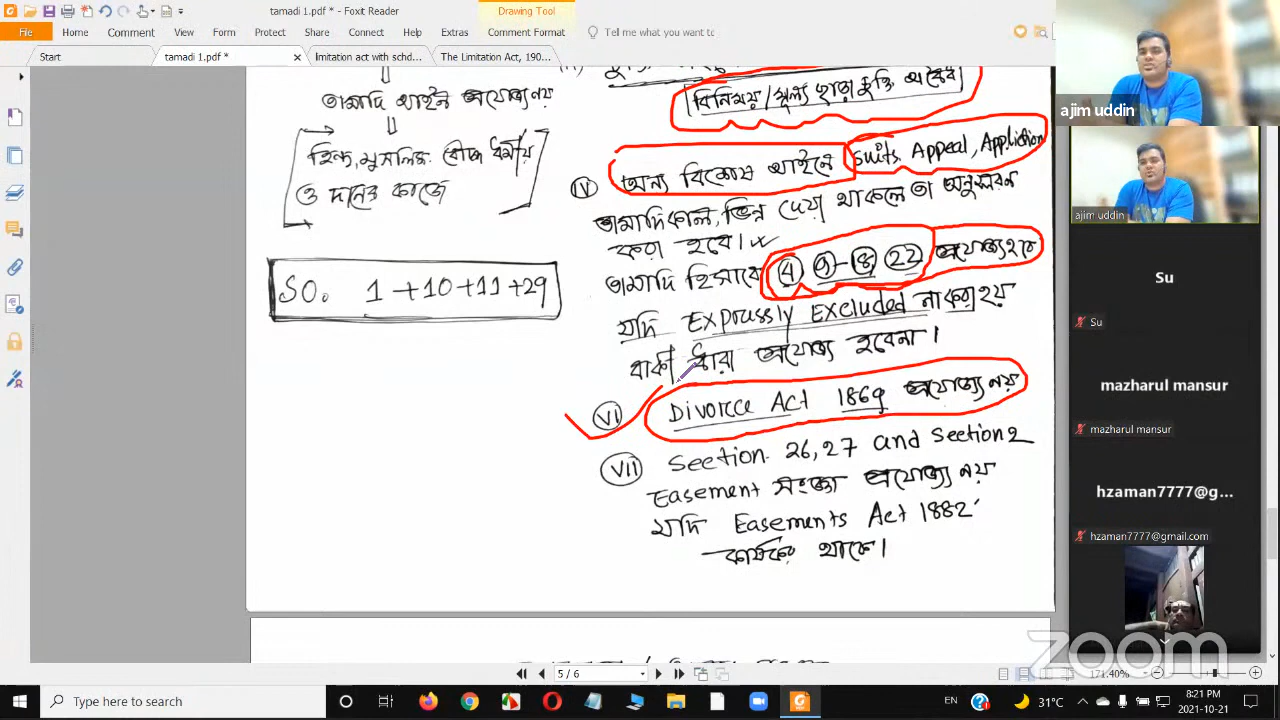 tamadi 1.pdf * - Foxit Reader
Drawing Tool
File
Home
Comment
View
Form
Protect
Share
Connect
Help
Extras
Comment Format
Tell me what you want to
Start
tamadi 1.pdf *
limitation act with sched...
The Limitation Act, 190...
তামাদি আইন প্রযোজ্য নয়
হিন্দু, মুসলিম, বৌদ্ধ ধর্মীয়
ও দানের কাজে
SO. 1 +10 +11 +29
বিনিময়/মূল্য ছাড়া চুক্তি অবৈধ
IV অন্য বিশেষ আইনে Suits. Appeal, Application
তামাদিকাল, ভিন্ন দেয়া থাকলে তা অনুসরন
করা হবে।
তামাদি হিসাবে 4 9-18 22 প্রযোজ্য হবে
যদি Expoussly Excluded না করা হয়
বাকী ধারা প্রযোজ্য হবেনা।
VI Divorce Act 1869 প্রযোজ্য নয়
VII Section. 26, 27 and Section 2
Easement সংজ্ঞা প্রযোজ্য নয়
যদি Easements Act 1882
কার্যকর থাকে।
ajim uddin
ajim uddin
Su
Su
mazharul mansur
mazharul mansur
hzaman7777@g...
hzaman7777@gmail.com
zoom
5 / 6
171.40%
Type here to search
31°C
ENG
8:21 PM
2021-10-21